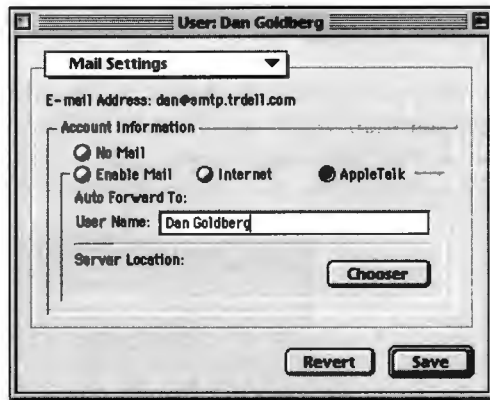 User: Dan Goldberg
Mail Settings
E-mail Address: dan@smtp.trdell.com
Account Information
No Mail
Enable Mail Internet AppleTalk
Auto Forward To:
User Name: Dan Goldberg
Server Location:
Chooser
Revert Save